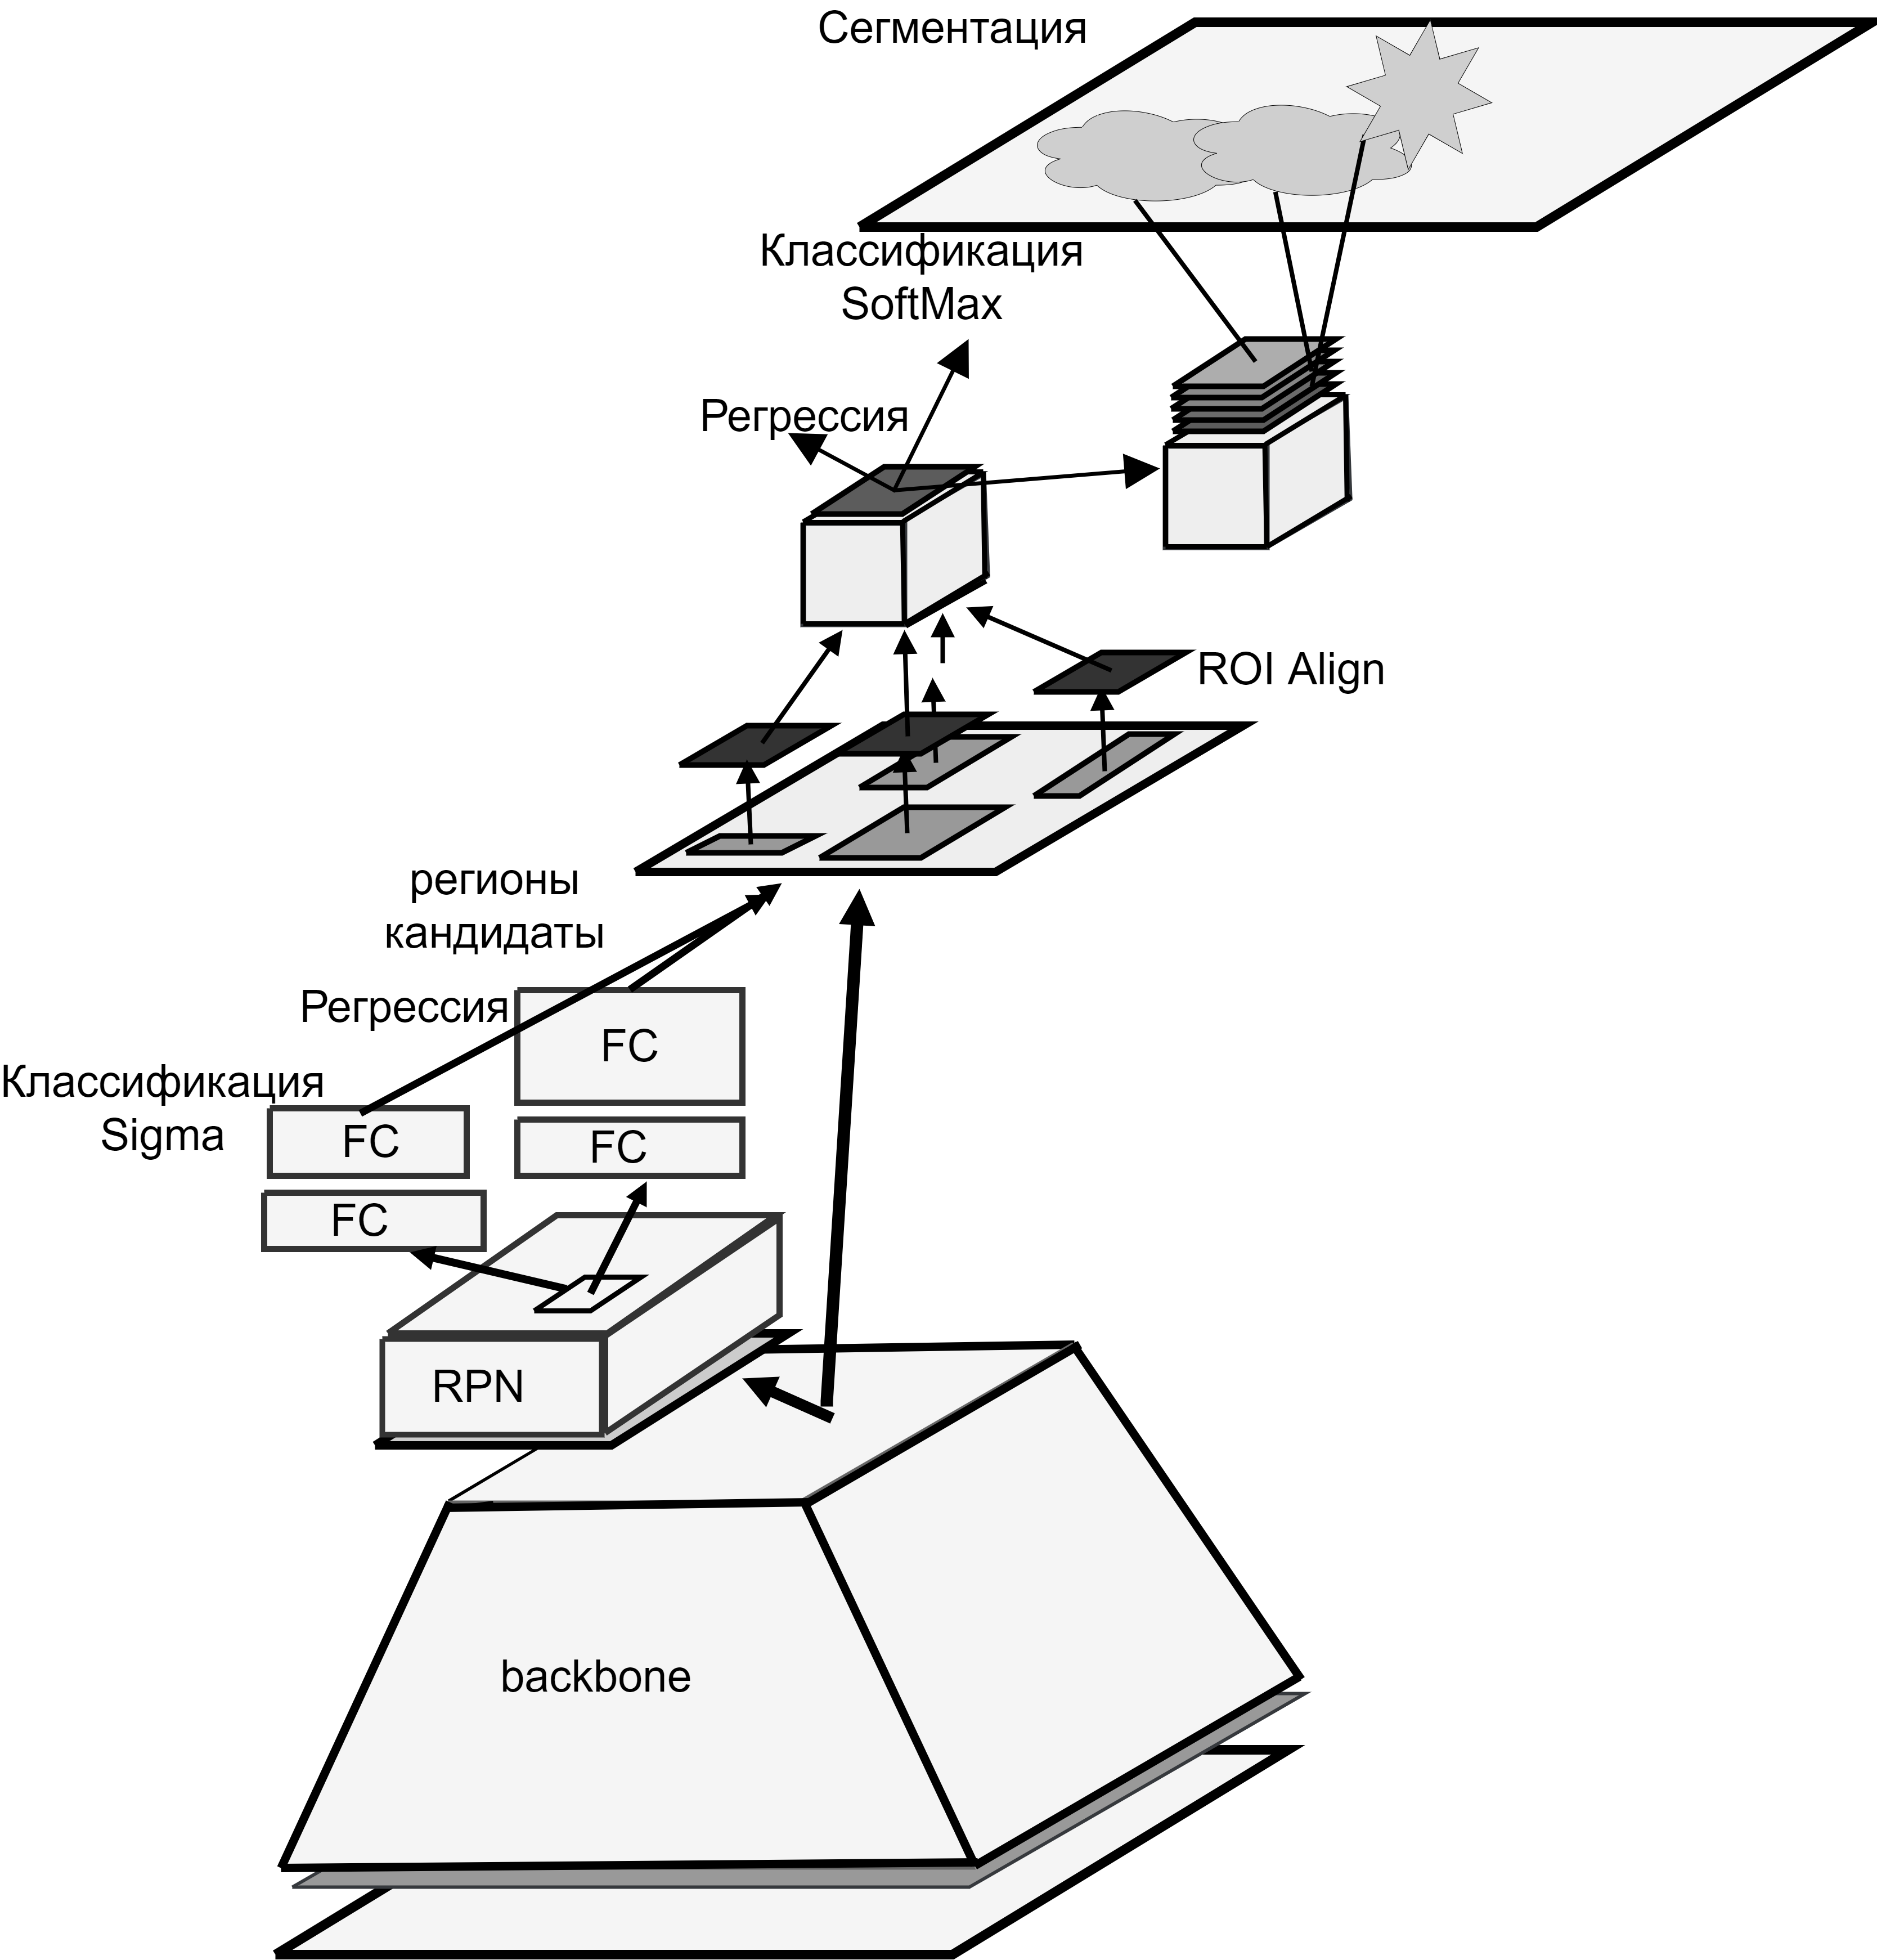 Сегментация
Классификация
SoftMax
Регрессия
ROI Align
регионы
кандидаты
Регрессия
FC
Классификация
Sigma
FC
FC
FC
RPN
backbone